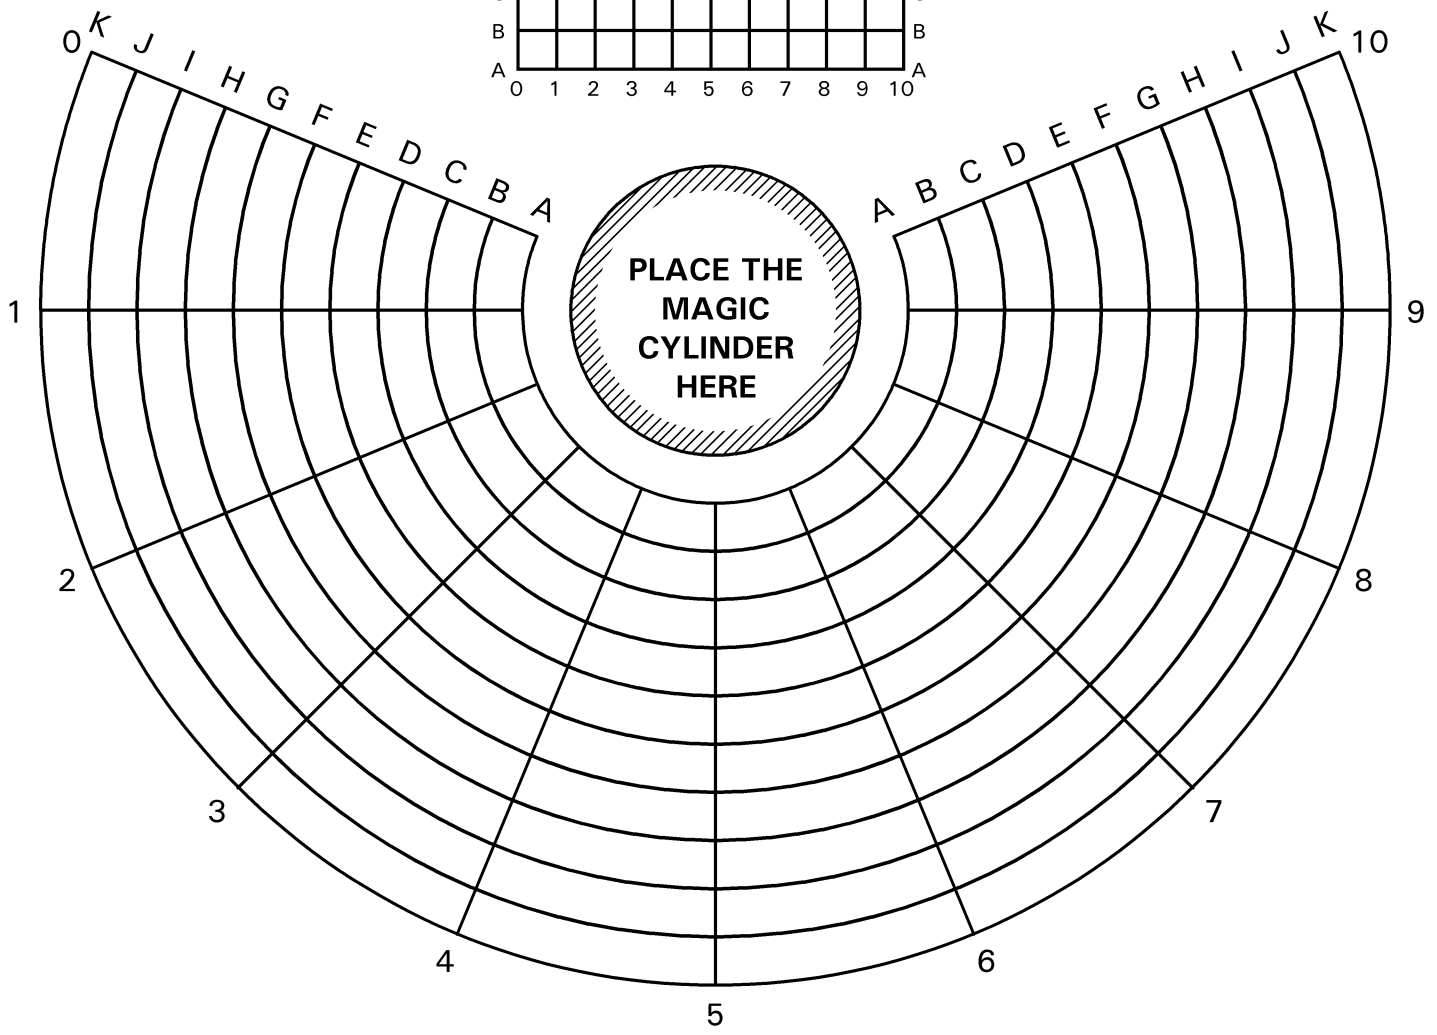 B B
A A
0 1 2 3 4 5 6 7 8 9 10
0 K J I H G F E D C B A
A B C D E F G H I J K 10
PLACE THE
MAGIC
CYLINDER
HERE
1 9
2 8
3 7
4 6
5